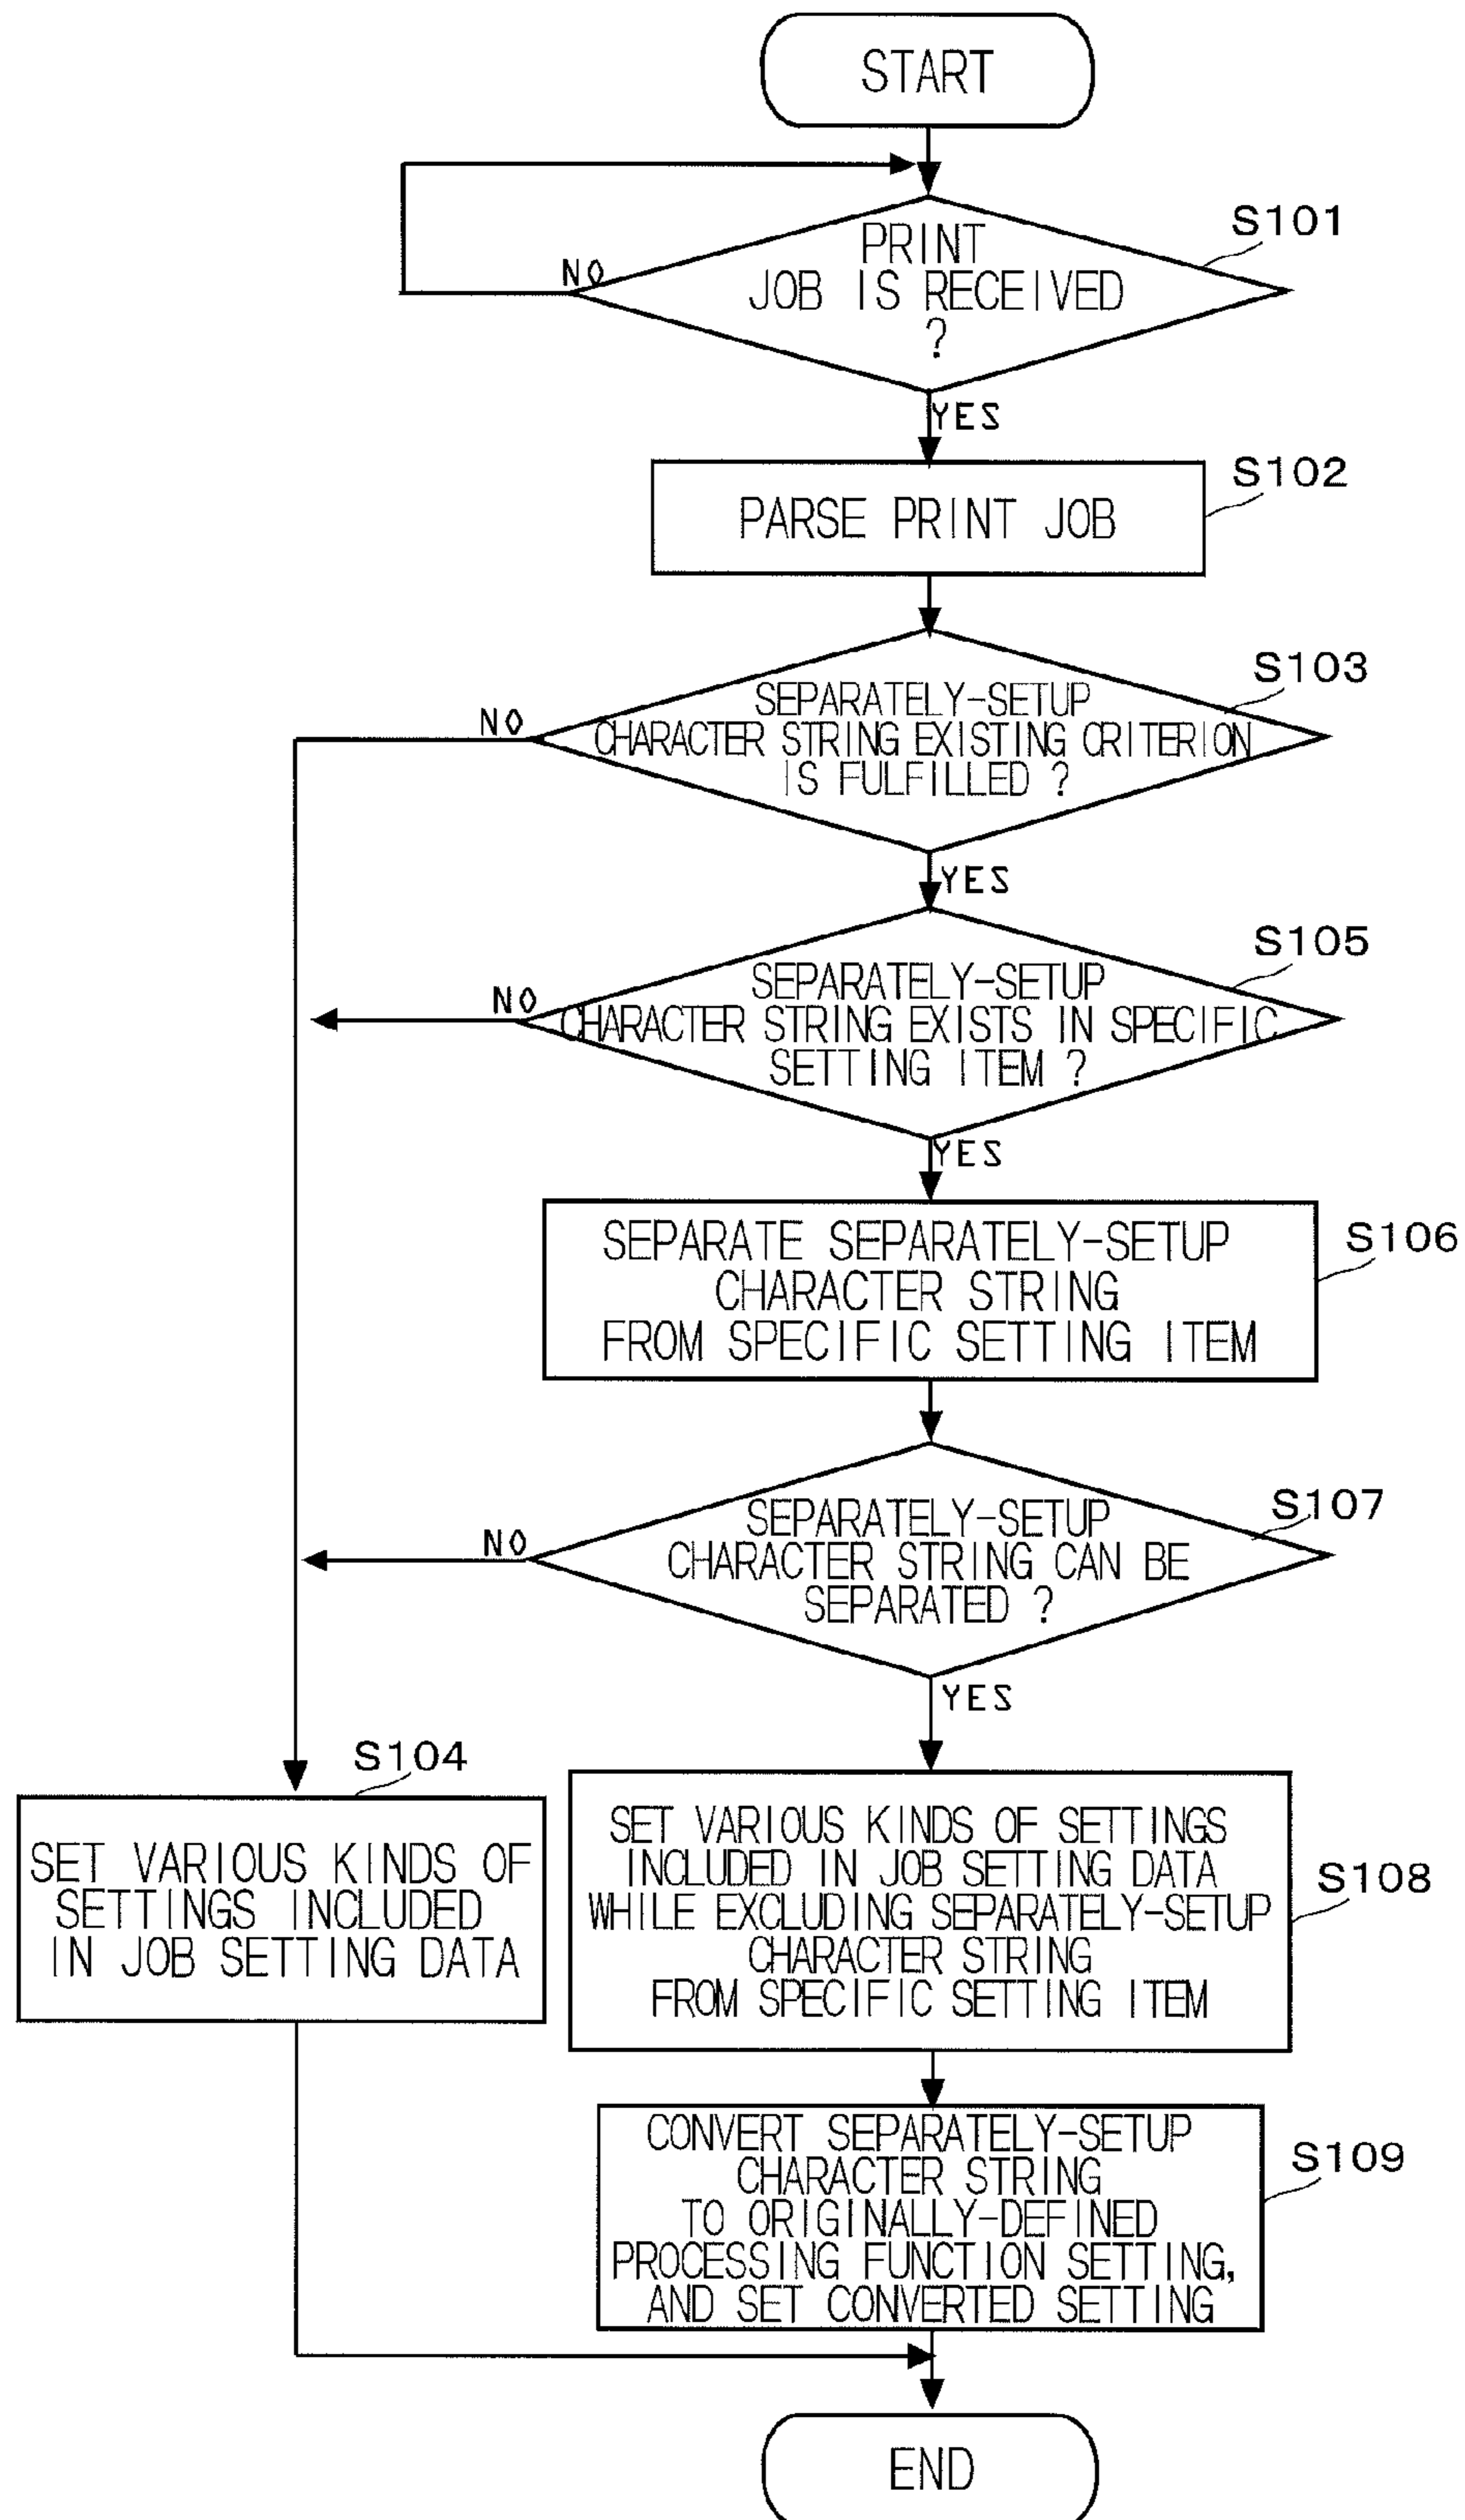 START
S101
PRINT
JOB IS RECEIVED
?
NO
YES
S102
PARSE PRINT JOB
S103
SEPARATELY-SETUP
CHARACTER STRING EXISTING CRITERION
IS FULFILLED ?
NO
YES
S105
SEPARATELY-SETUP
CHARACTER STRING EXISTS IN SPECIFIC
SETTING ITEM ?
NO
YES
S106
SEPARATE SEPARATELY-SETUP
CHARACTER STRING
FROM SPECIFIC SETTING ITEM
S107
SEPARATELY-SETUP
CHARACTER STRING CAN BE
SEPARATED ?
NO
YES
S104
SET VARIOUS KINDS OF
SETTINGS INCLUDED
IN JOB SETTING DATA
S108
SET VARIOUS KINDS OF SETTINGS
INCLUDED IN JOB SETTING DATA
WHILE EXCLUDING SEPARATELY-SETUP
CHARACTER STRING
FROM SPECIFIC SETTING ITEM
S109
CONVERT SEPARATELY-SETUP
CHARACTER STRING
TO ORIGINALLY-DEFINED
PROCESSING FUNCTION SETTING,
AND SET CONVERTED SETTING
END